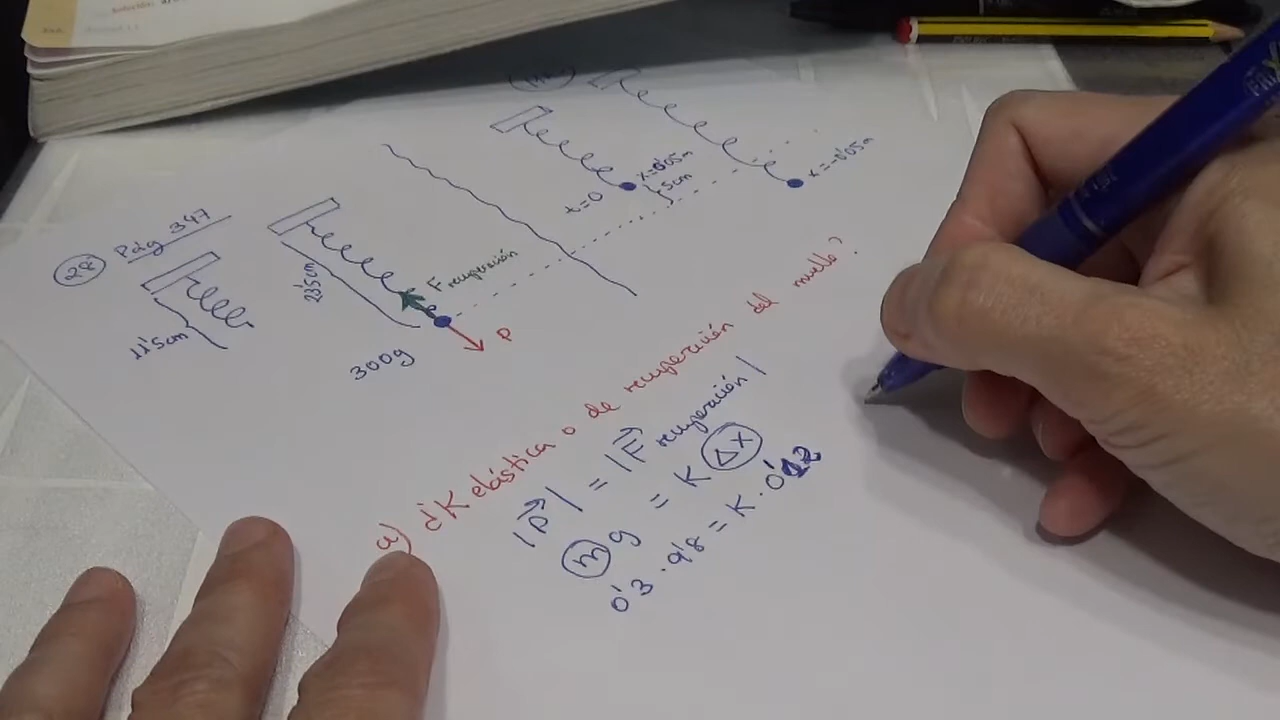 28 Pág 347
11'5cm
23'5cm
F recuperación
P
300g
t=0
x=0'05m
5cm
x=-0'05m
a) ¿K elástica o de recuperación del muelle?
|P| = |F recuperación|
m g = K Δx
0'3 · 9'8 = K · 0'12